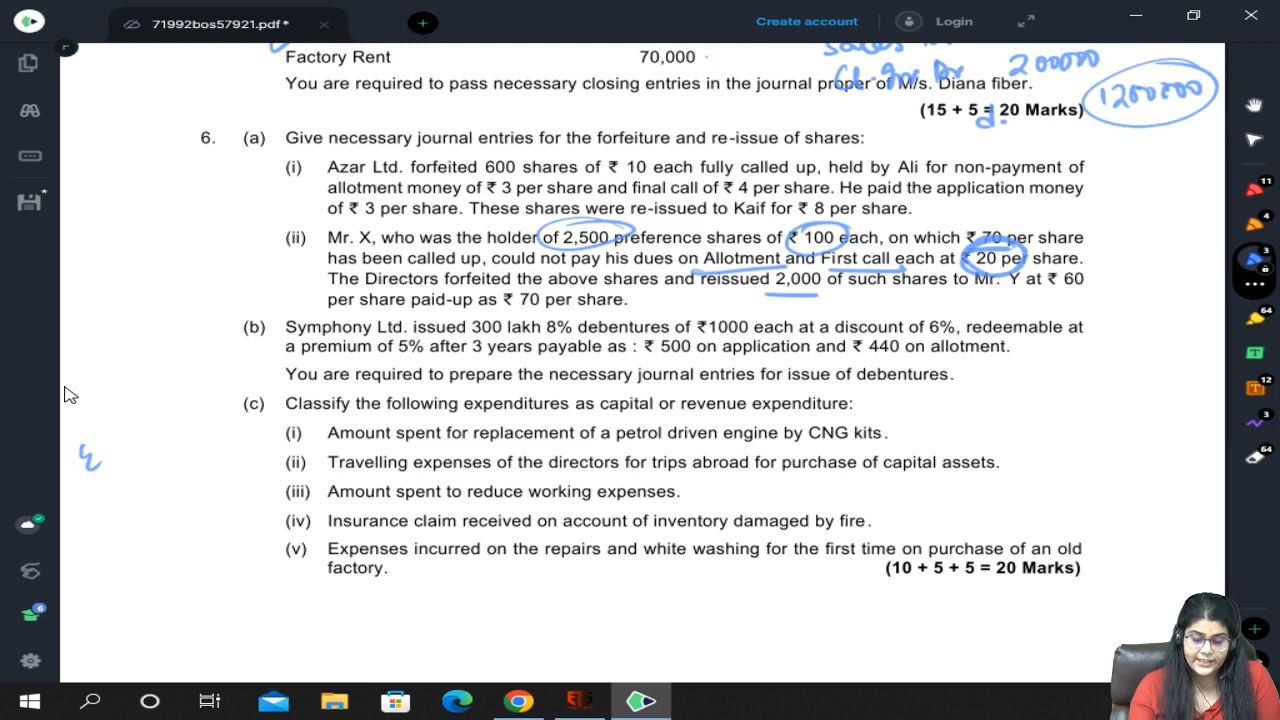 71992bos57921.pdf*
Create account
Login
Factory Rent 70,000
200000
You are required to pass necessary closing entries in the journal proper of M/s. Diana fiber.
1200000
(15 + 5 = 20 Marks)
d.
6. (a) Give necessary journal entries for the forfeiture and re-issue of shares:
(i) Azar Ltd. forfeited 600 shares of ₹ 10 each fully called up, held by Ali for non-payment of
allotment money of ₹ 3 per share and final call of ₹ 4 per share. He paid the application money
of ₹ 3 per share. These shares were re-issued to Kaif for ₹ 8 per share.
(ii) Mr. X, who was the holder of 2,500 preference shares of ₹ 100 each, on which ₹ 70 per share
has been called up, could not pay his dues on Allotment and First call each at ₹ 20 per share.
The Directors forfeited the above shares and reissued 2,000 of such shares to Mr. Y at ₹ 60
per share paid-up as ₹ 70 per share.
(b) Symphony Ltd. issued 300 lakh 8% debentures of ₹1000 each at a discount of 6%, redeemable at
a premium of 5% after 3 years payable as : ₹ 500 on application and ₹ 440 on allotment.
You are required to prepare the necessary journal entries for issue of debentures.
(c) Classify the following expenditures as capital or revenue expenditure:
(i) Amount spent for replacement of a petrol driven engine by CNG kits.
(ii) Travelling expenses of the directors for trips abroad for purchase of capital assets.
(iii) Amount spent to reduce working expenses.
(iv) Insurance claim received on account of inventory damaged by fire.
(v) Expenses incurred on the repairs and white washing for the first time on purchase of an old
factory. (10 + 5 + 5 = 20 Marks)
11
4
3
64
12
3
64
6